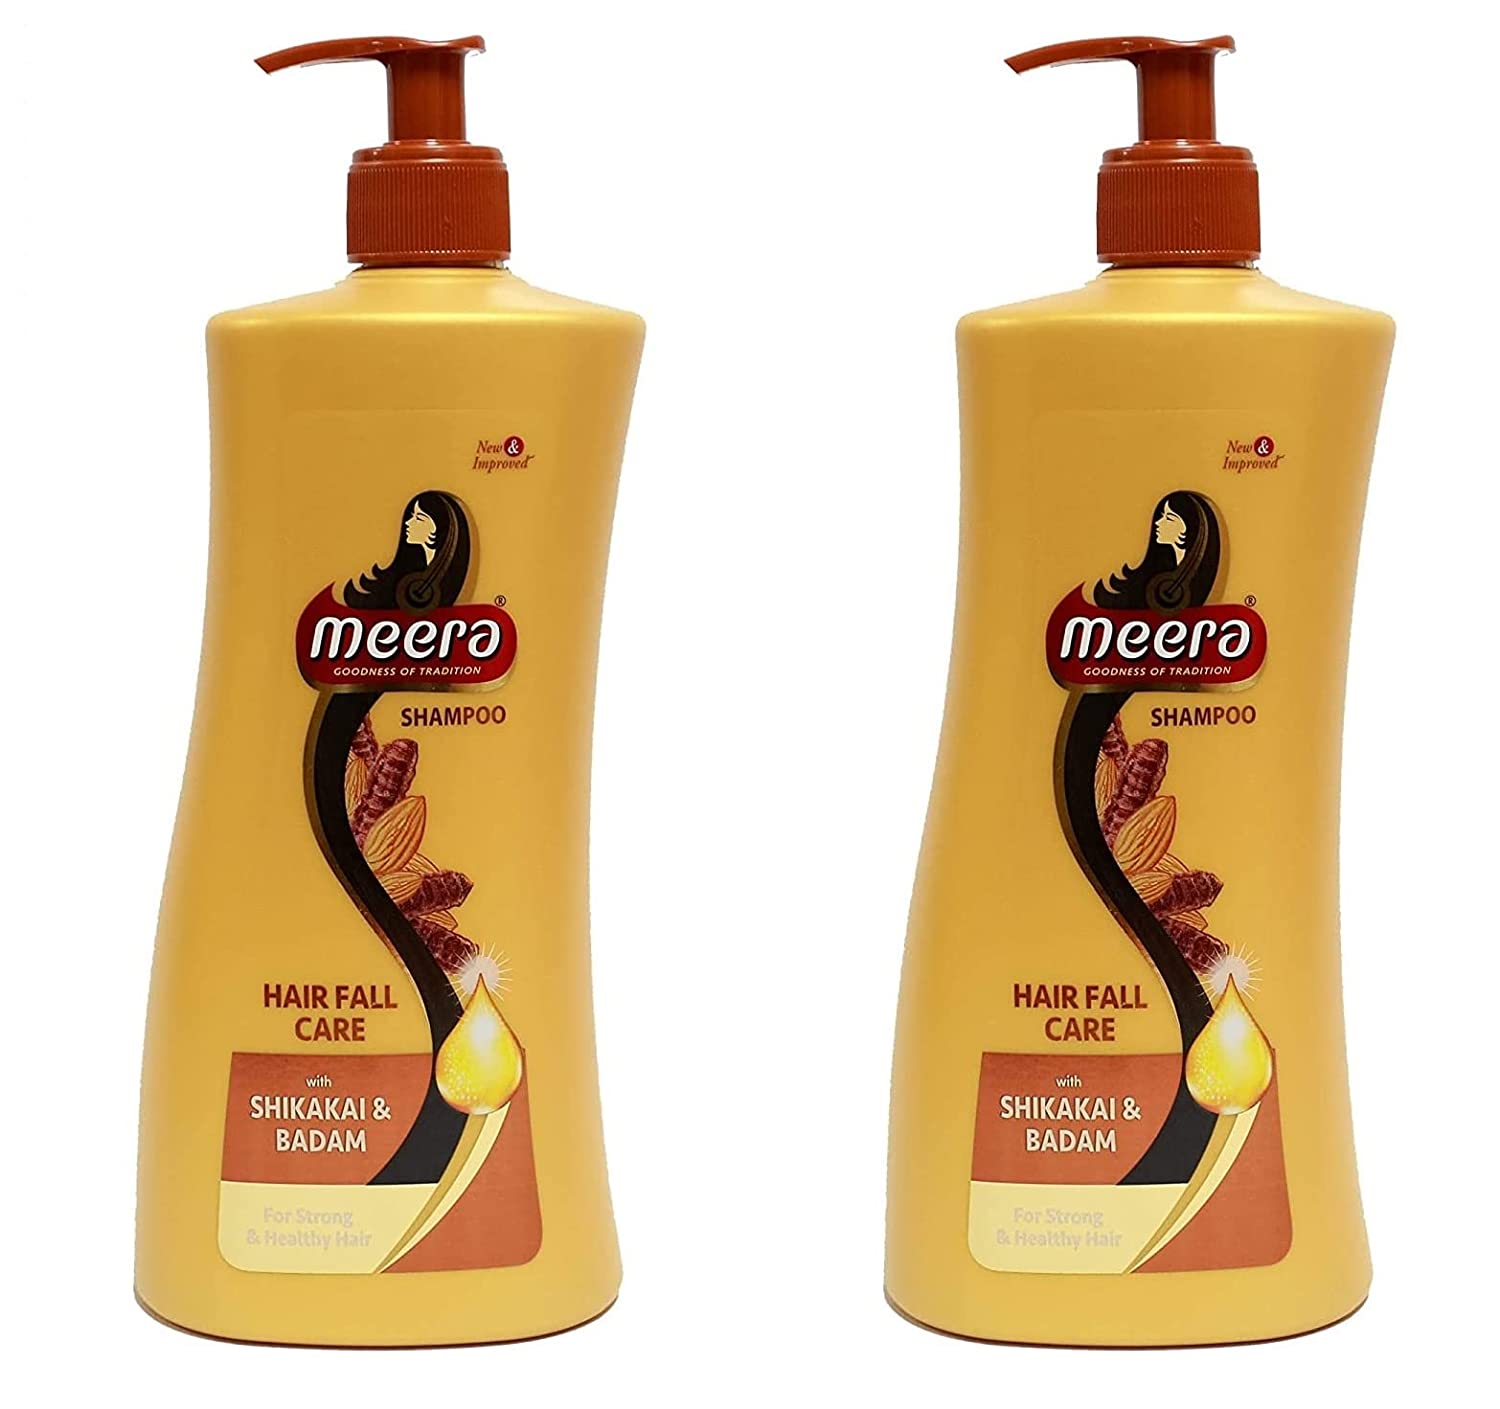 New &
Improved
meera®
GOODNESS OF TRADITION
SHAMPOO
HAIR FALL
CARE
with
SHIKAKAI &
BADAM
For Strong
& Healthy Hair
New &
Improved
meera®
GOODNESS OF TRADITION
SHAMPOO
HAIR FALL
CARE
with
SHIKAKAI &
BADAM
For Strong
& Healthy Hair